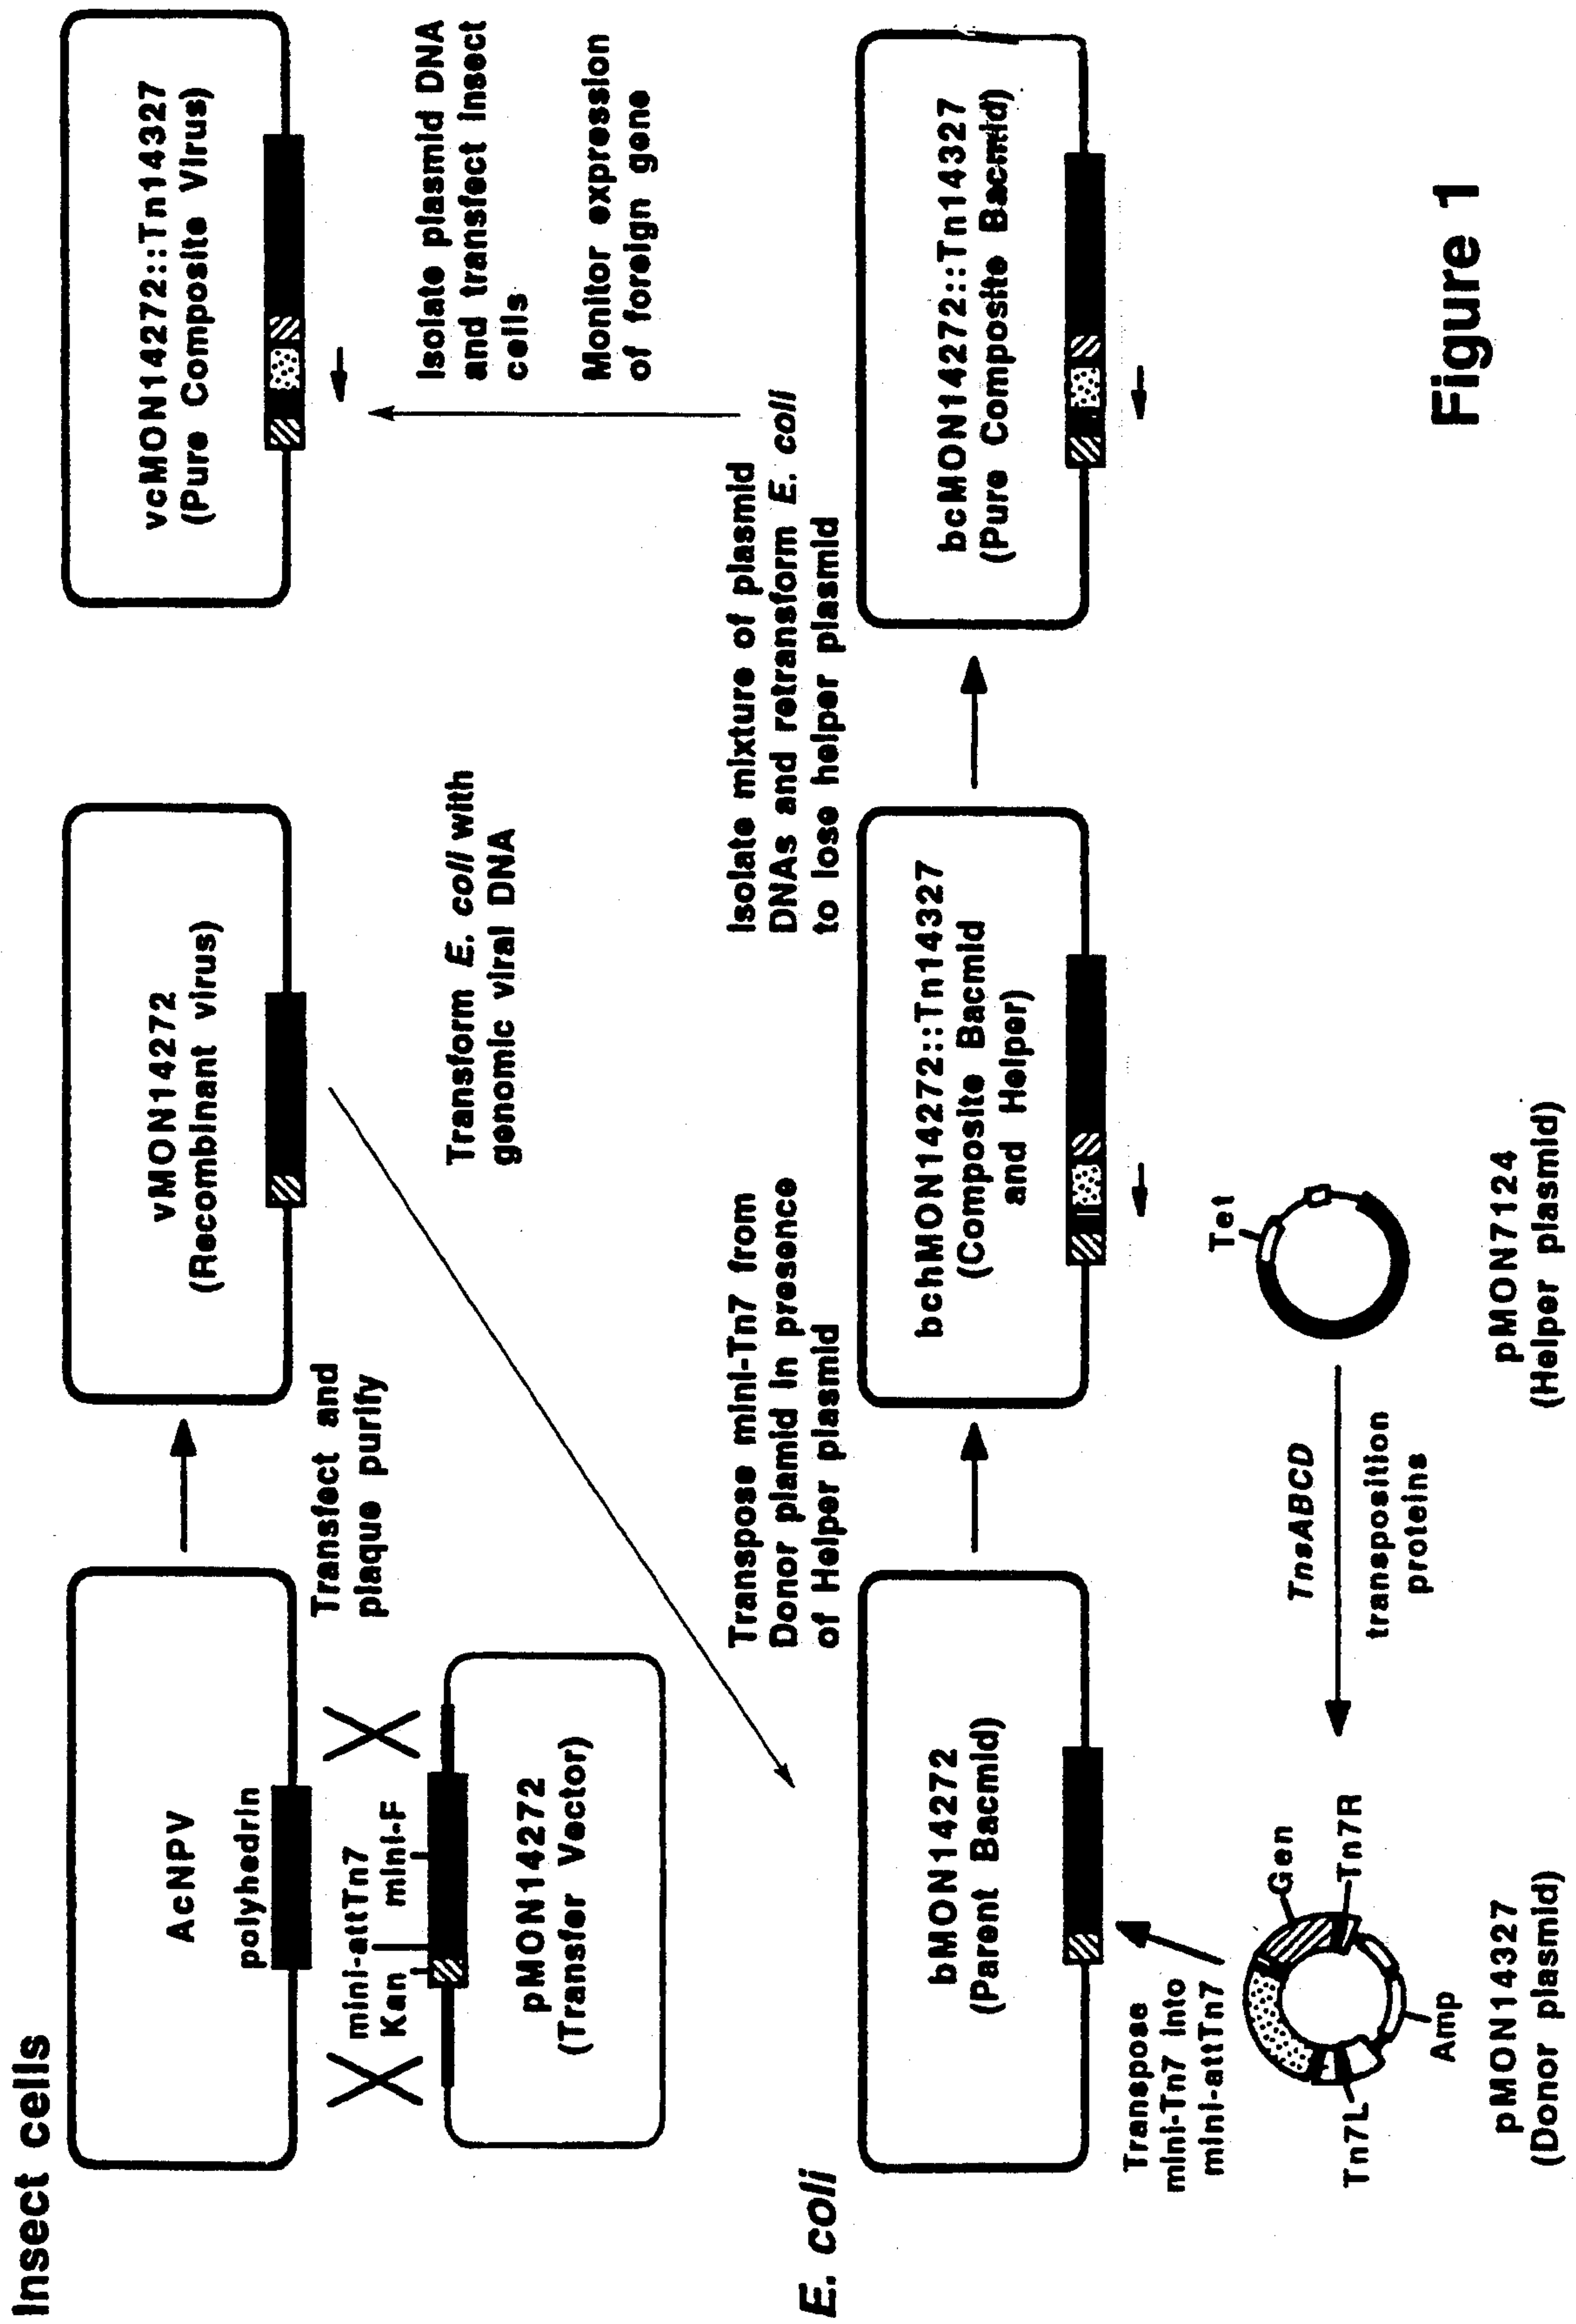 Insect cells
AcNPV
polyhedrin
mini-attTn7
Kan mini-F
pMON14272
(Transfer Vector)
Transfect and
plaque purify
vMON14272
(Recombinant virus)
Transform E. coli with
genomic viral DNA
vcMON14272::Tn14327
(Pure Composite Virus)
Isolate plasmid DNA
and transfect insect
cells
Monitor expression
of foreign gene
E. coli
bMON14272
(Parent Bacmid)
Transpose mini-Tn7 from
Donor plamid in presence
of Helper plasmid
bchMON14272::Tn14327
(Composite Bacmid
and Helper)
Isolate mixture of plasmid
DNAs and retransform E. coli
to lose helper plasmid
bcMON14272::Tn14327
(Pure Composite Bacmid)
Transpose
mini-Tn7 into
mini-attTn7
Gen
Tn7R
Tn7L
Amp
pMON14327
(Donor plasmid)
TnsABCD
transposition
proteins
Tet
pMON7124
(Helper plasmid)
Figure 1